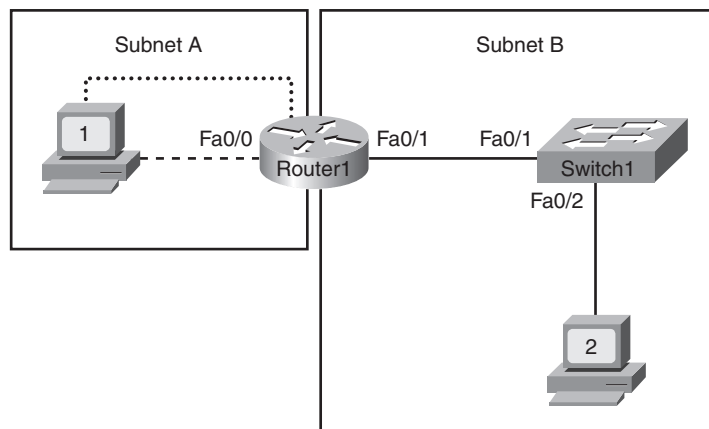 Subnet A
Subnet B
1
Fa0/0
Router1
Fa0/1
Fa0/1
Switch1
Fa0/2
2